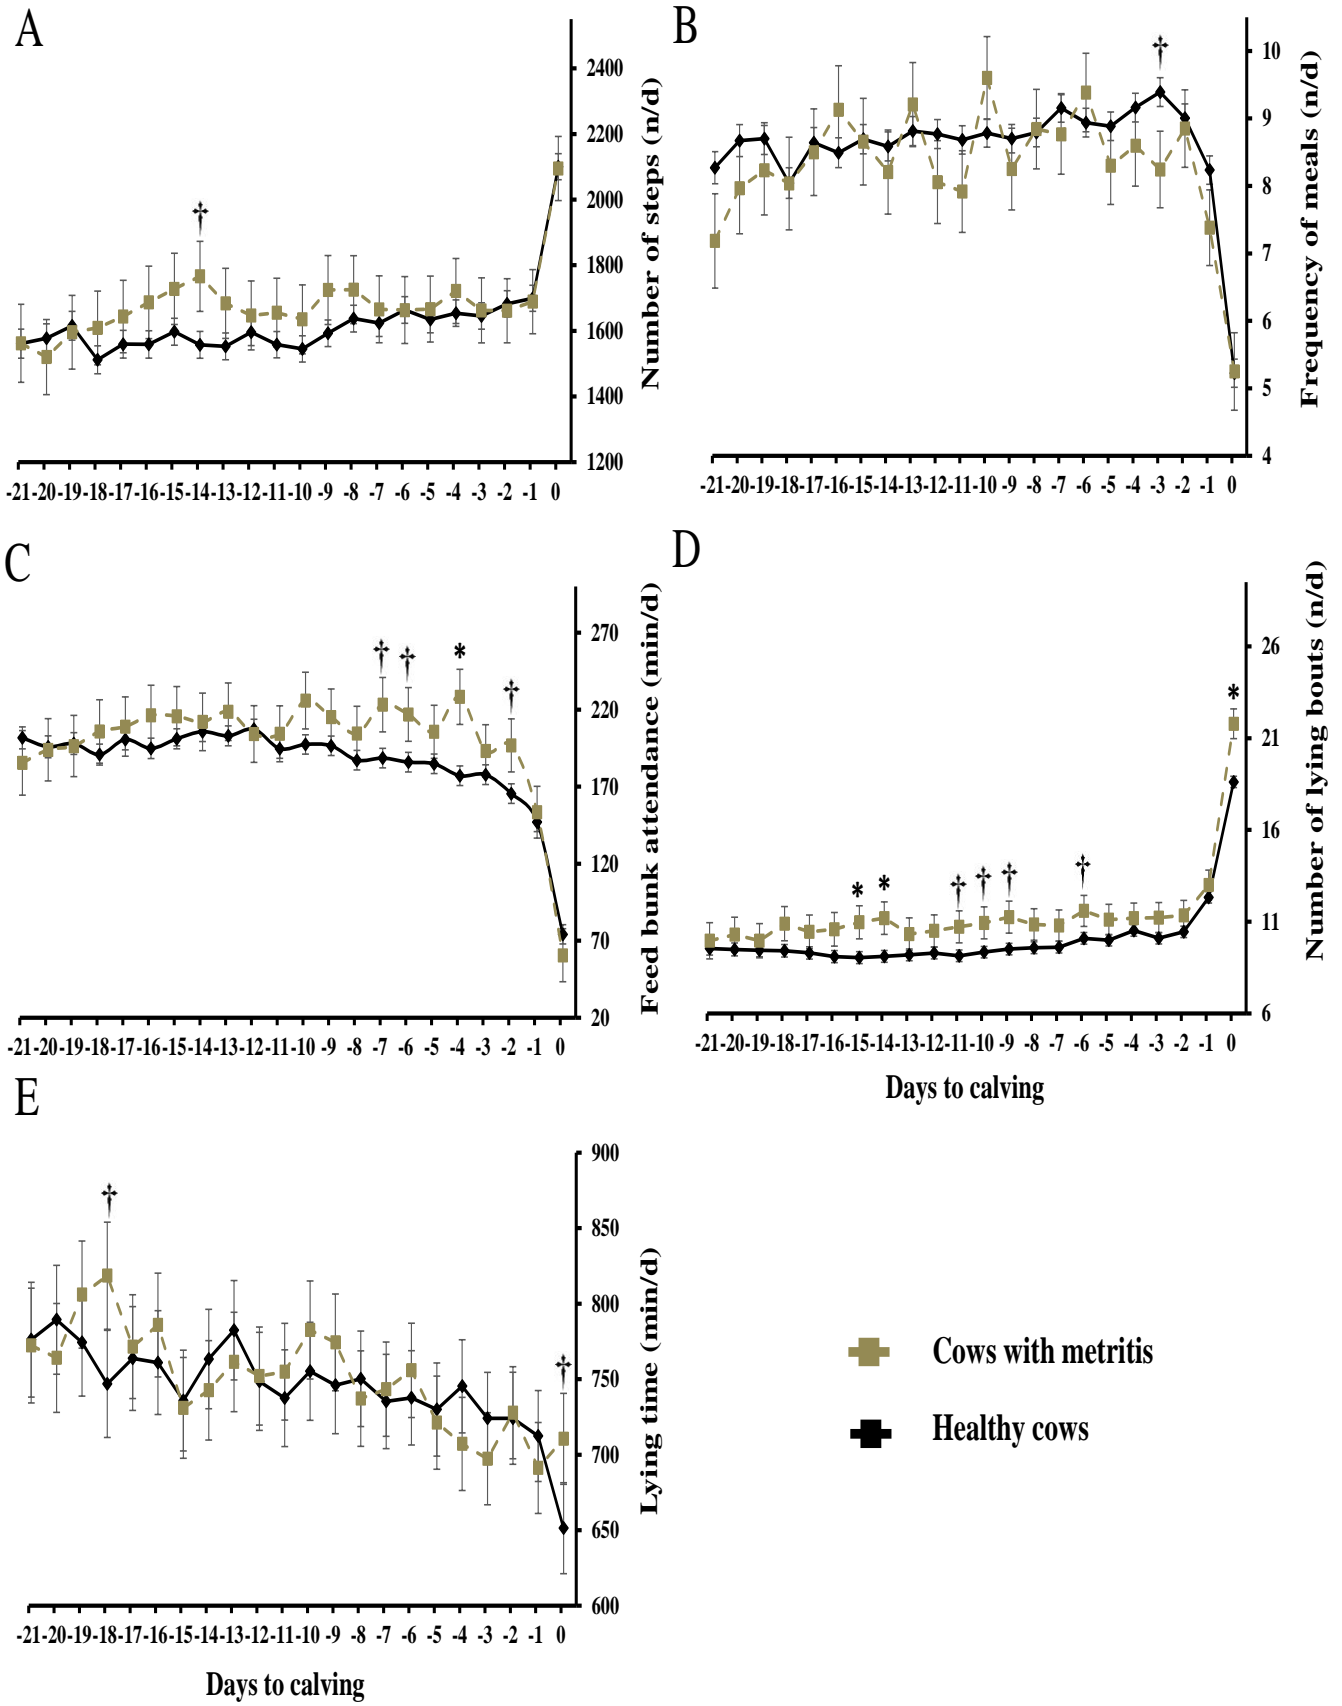 A
2400
2200
2000
1800
1600
1400
1200
Number of steps (n/d)
†
-21 -20 -19 -18 -17 -16 -15 -14 -13 -12 -11 -10 -9 -8 -7 -6 -5 -4 -3 -2 -1 0
B
10
9
8
7
6
5
4
Frequency of meals (n/d)
†
-21 -20 -19 -18 -17 -16 -15 -14 -13 -12 -11 -10 -9 -8 -7 -6 -5 -4 -3 -2 -1 0
C
270
220
170
120
70
20
Feed bunk attendance (min/d)
† † * †
-21 -20 -19 -18 -17 -16 -15 -14 -13 -12 -11 -10 -9 -8 -7 -6 -5 -4 -3 -2 -1 0
D
26
21
16
11
6
Number of lying bouts (n/d)
* * † † † † *
-21 -20 -19 -18 -17 -16 -15 -14 -13 -12 -11 -10 -9 -8 -7 -6 -5 -4 -3 -2 -1 0
Days to calving
E
900
850
800
750
700
650
600
Lying time (min/d)
† †
-21 -20 -19 -18 -17 -16 -15 -14 -13 -12 -11 -10 -9 -8 -7 -6 -5 -4 -3 -2 -1 0
Days to calving
Cows with metritis
Healthy cows